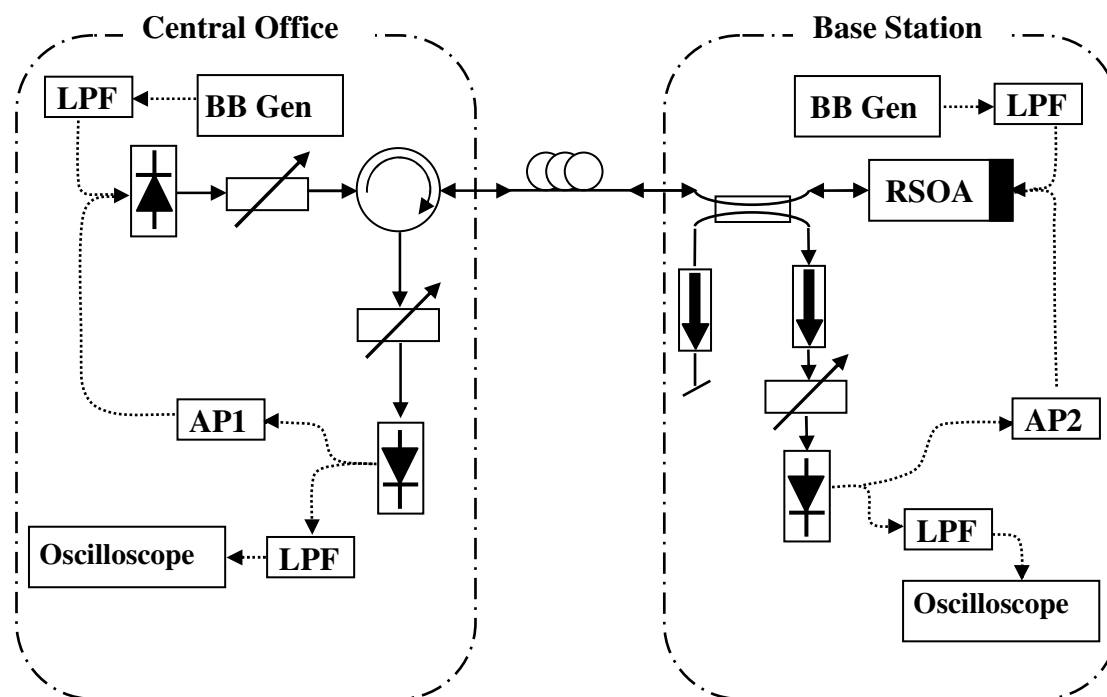 Central Office
LPF
BB Gen
AP1
Oscilloscope
LPF
Base Station
BB Gen
LPF
RSOA
AP2
LPF
Oscilloscope